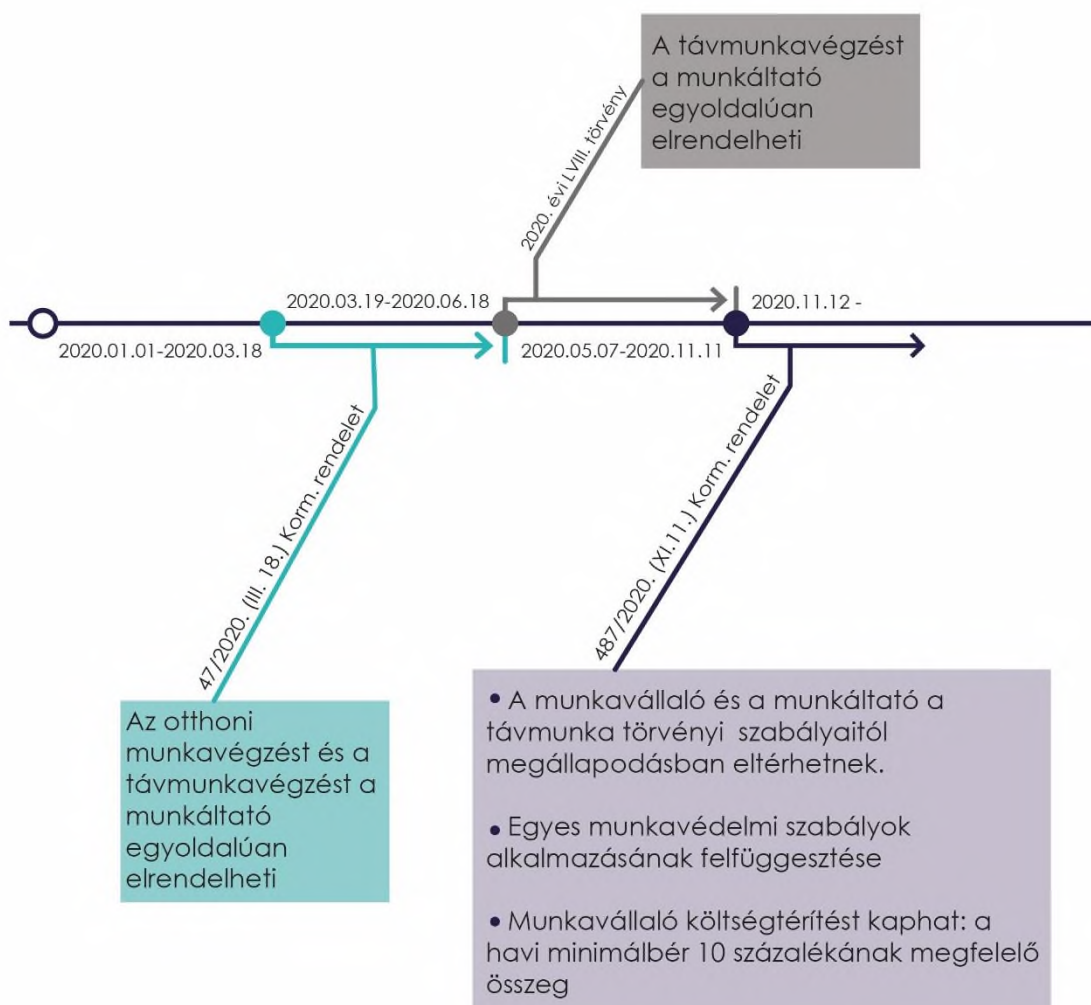 A távmunkavégzést
a munkáltató
egyoldalúan
elrendelheti
2020. évi LVIII. törvény
2020.03.19-2020.06.18
2020.11.12 -
2020.01.01-2020.03.18
2020.05.07-2020.11.11
47/2020. (III. 18.) Korm. rendelet
487/2020. (XI.11.) Korm. rendelet
Az otthoni
munkavégzést és a
távmunkavégzést a
munkáltató
egyoldalúan
elrendelheti
• A munkavállaló és a munkáltató a
távmunka törvényi szabályaitól
megállapodásban eltérhetnek.
• Egyes munkavédelmi szabályok
alkalmazásának felfüggesztése
• Munkavállaló költségtérítést kaphat: a
havi minimálbér 10 százalékának megfelelő
összeg